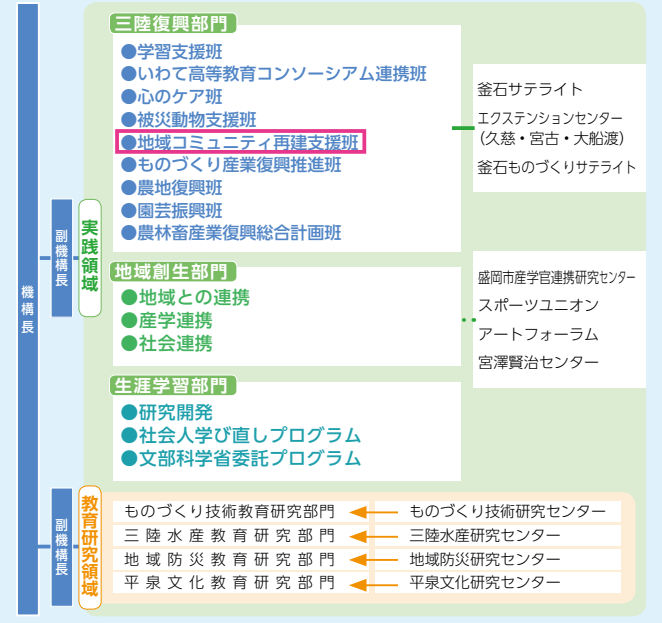 機構長
副機構長
実践領域
三陸復興部門
●学習支援班
●いわて高等教育コンソーシアム連携班
●心のケア班
●被災動物支援班
●地域コミュニティ再建支援班
●ものづくり産業復興推進班
●農地復興班
●園芸振興班
●農林畜産業復興総合計画班
釜石サテライト
エクステンションセンター
(久慈・宮古・大船渡)
釜石ものづくりサテライト
地域創生部門
●地域との連携
●産学連携
●社会連携
盛岡市産学官連携研究センター
スポーツユニオン
アートフォーラム
宮澤賢治センター
生涯学習部門
●研究開発
●社会人学び直しプログラム
●文部科学省委託プログラム
副機構長
教育研究領域
ものづくり技術教育研究部門 ものづくり技術研究センター
三陸水産教育研究部門 三陸水産研究センター
地域防災教育研究部門 地域防災研究センター
平泉文化教育研究部門 平泉文化研究センター